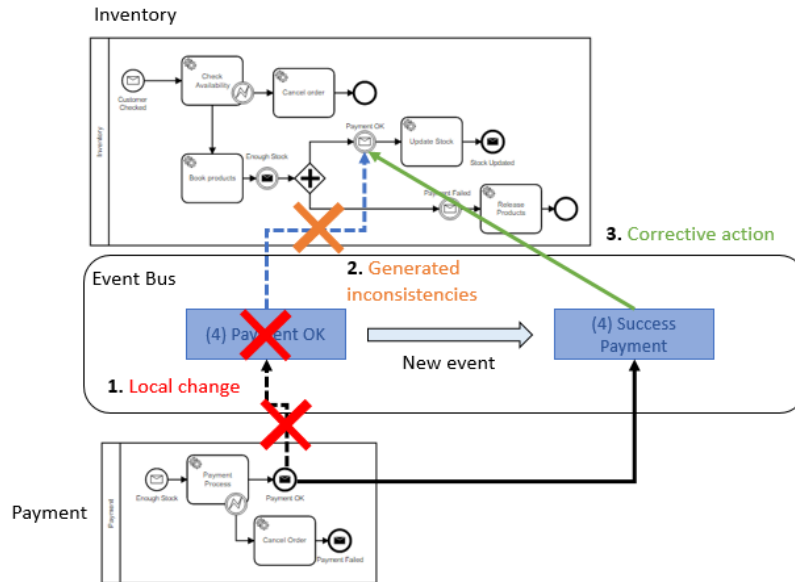 Inventory
Inventory
Customer
Checked
Check
Availability
Cancel order
Payment OK
Update Stock
Stock Updated
Book products
Enough Stock
Payment Failed
Release
Products
3. Corrective action
Event Bus
2. Generated
inconsistencies
(4) Payment OK
New event
(4) Success
Payment
1. Local change
Payment
Payment
Enough Stock
Payment
Process
Payment OK
Cancel Order
Payment Failed